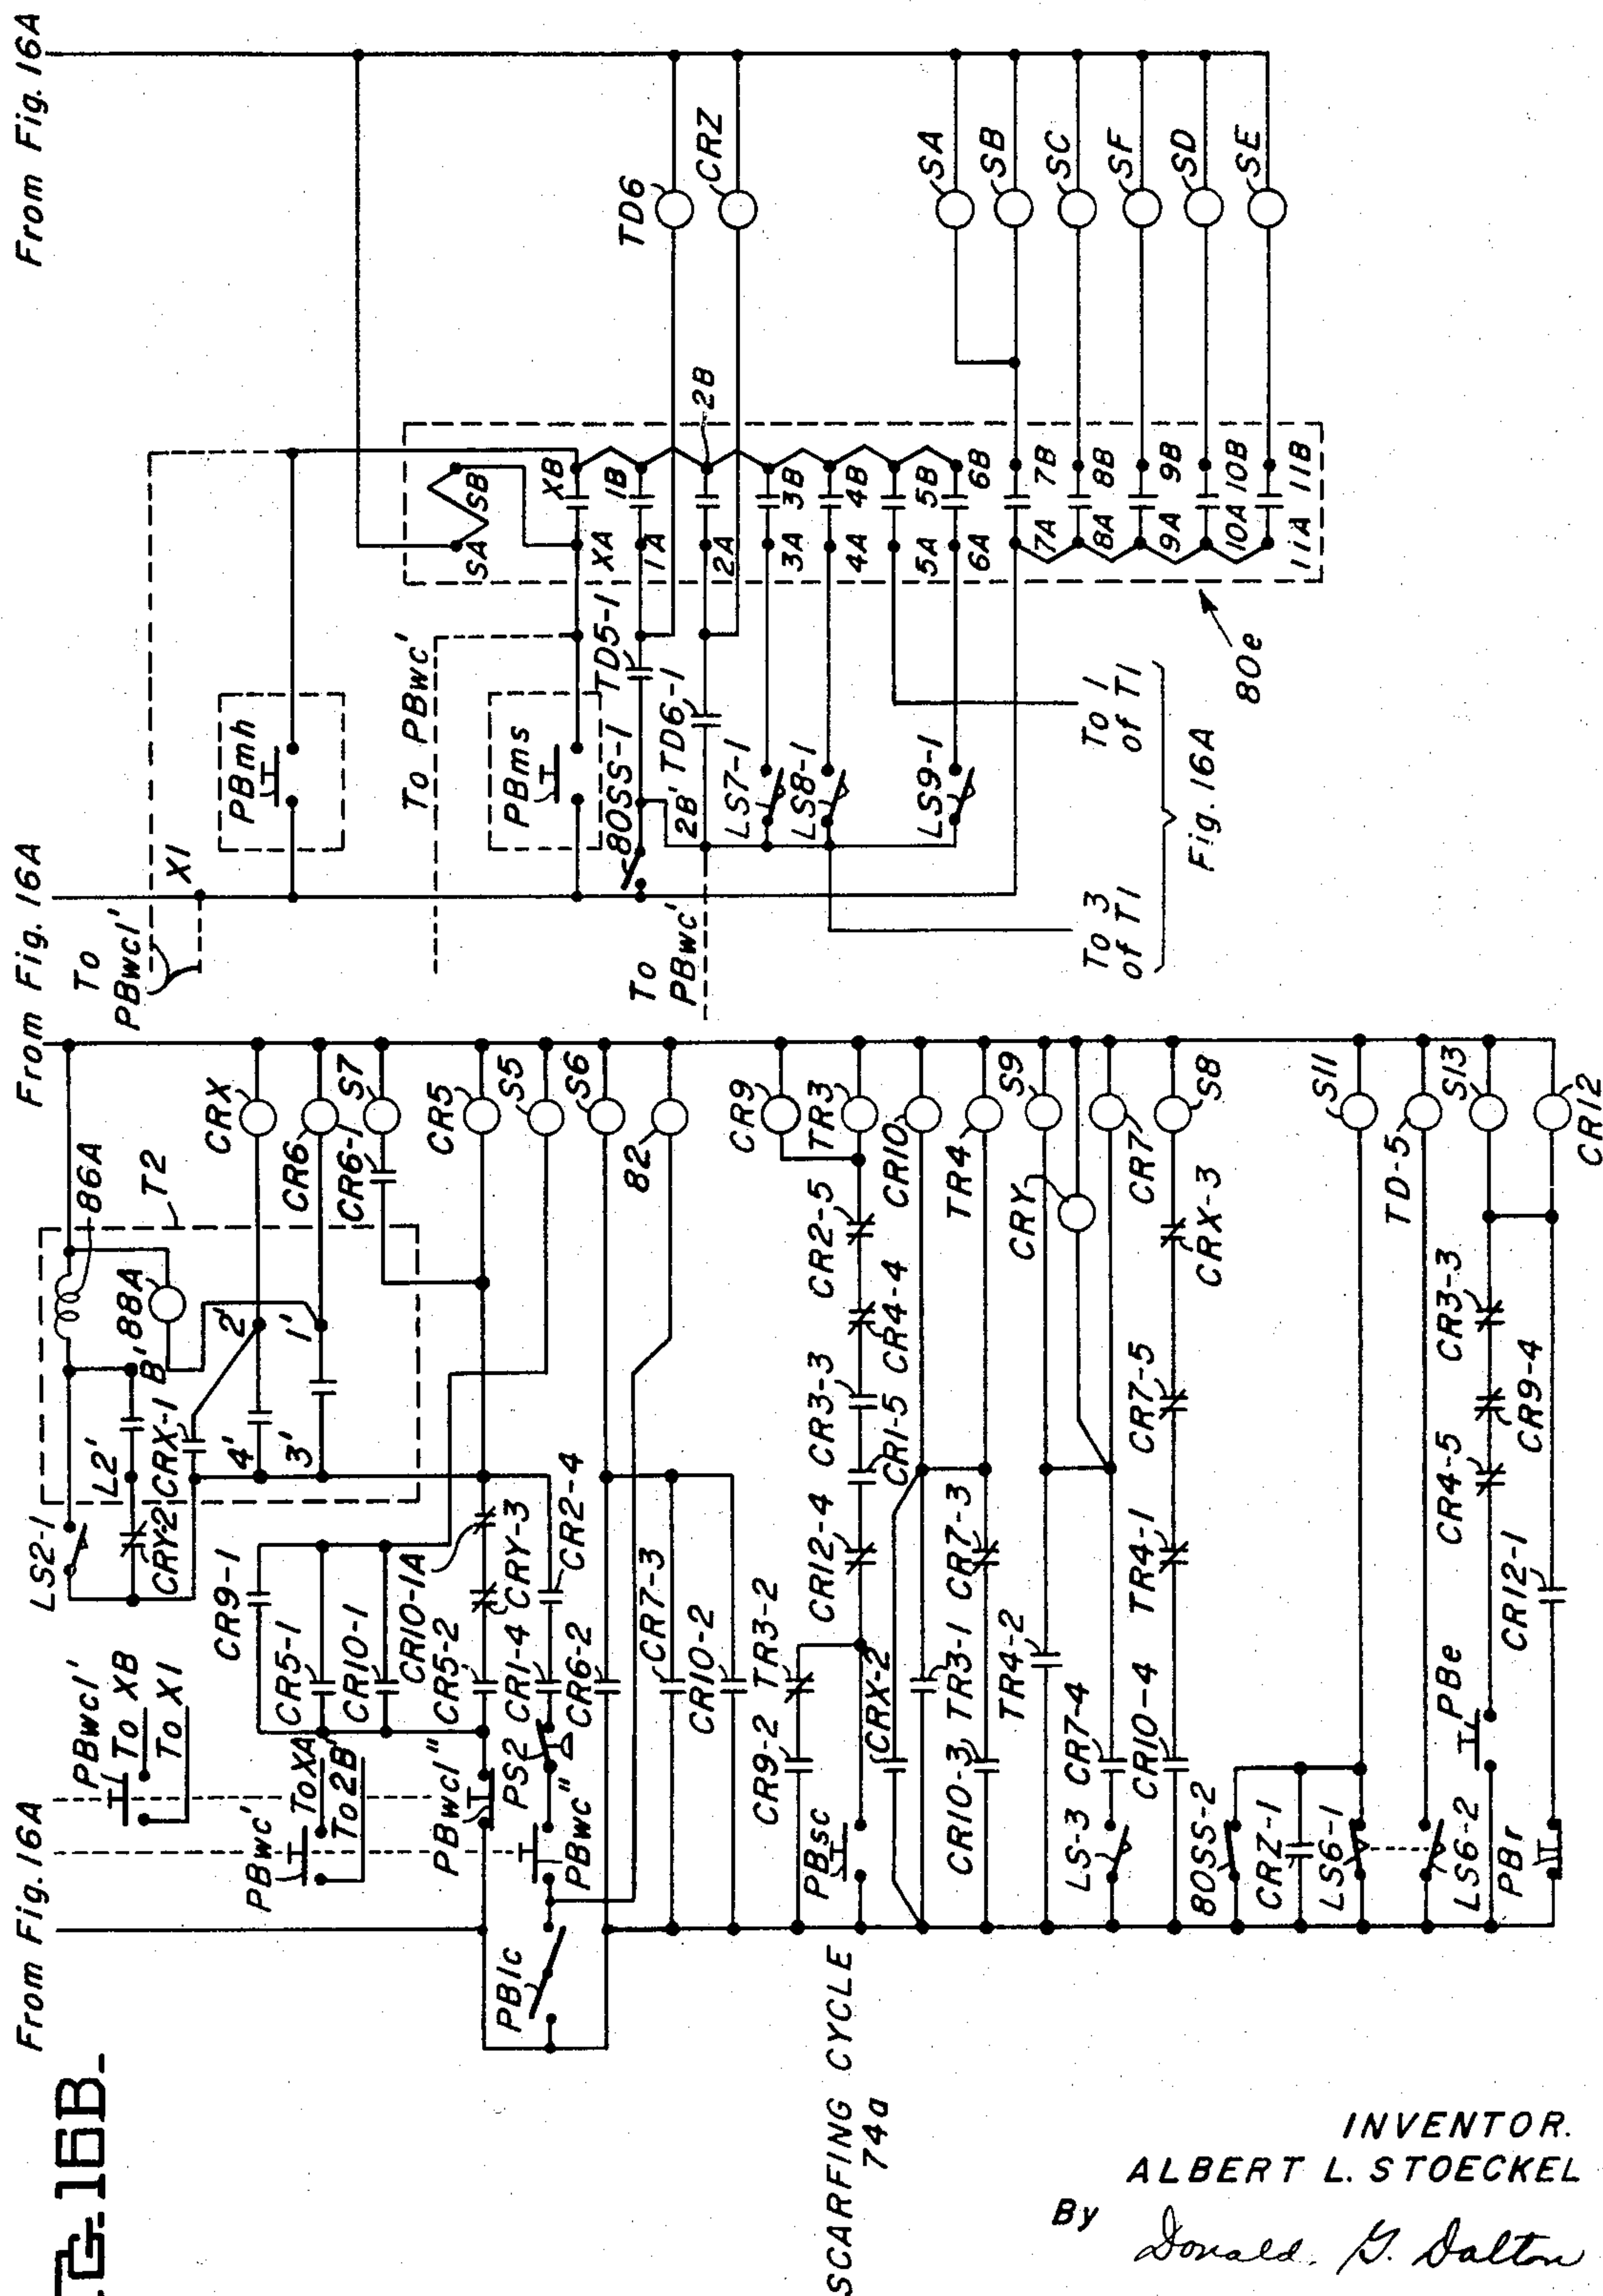 FIG. 16B.
From Fig. 16A
From Fig. 16A
From Fig. 16A
From Fig. 16A
PBwcl'
To XB
To XI
PBwc'
To XA
To 2B
PBwcl"
PBwc"
PS2
PBlc
LS2-1
L2'
B'
86A
88A
T2
CRY-2
CRX-1
4'
2'
3'
1'
CRX
CR6
CR6-1
S7
CR9-1
CR5-1
CR10-1
CR10-1A
CR5-2
CRY-3
CR5
CR1-4
CR2-4
S5
CR6-2
S6
CR7-3
82
CR10-2
SCARFING CYCLE
74a
CR9-2
TR3-2
PBsc
CR12-4
CR1-5
CR3-3
CR4-4
CR2-5
CR9
TR3
CRX-2
TR3-1
CR10
CR10-3
CR7-3
TR4
TR4-2
S9
CRY
LS-3
CR7-4
CR7
CR10-4
TR4-1
CR7-5
CRX-3
S8
80SS-2
CRZ-1
LS6-1
S11
LS6-2
TD-5
PBe
CR4-5
CR9-4
CR3-3
S13
PBr
CR12-1
CR12
To
PBwcl'
XI
PBmh
To PBwc'
PBms
80SS-1
TD5-1
To
PBwc'
2B'
TD6-1
LS7-1
LS8-1
LS9-1
To 3
of T1
To 1
of T1
Fig. 16A
80e
SA
SB
XA
XB
1A
1B
2A
2B
3A
3B
4A
4B
5A
5B
6A
6B
7A
7B
8A
8B
9A
9B
10A
10B
11A
11B
TD6
CRZ
SA
SB
SC
SF
SD
SE
INVENTOR.
ALBERT L. STOECKEL
By
Donald. G. Dalton